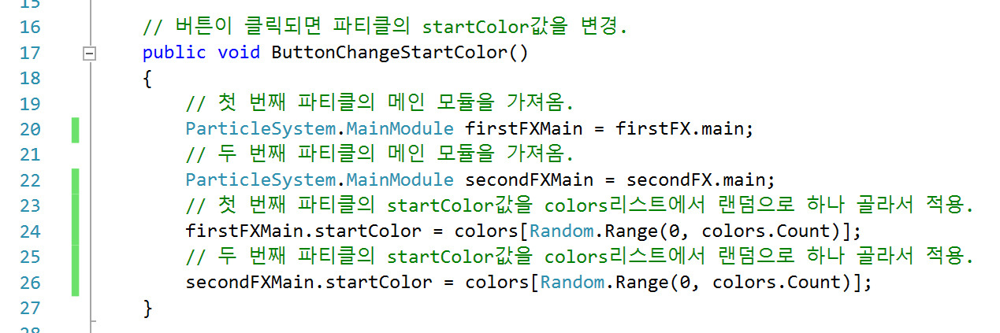 15
16 // 버튼이 클릭되면 파티클의 startColor값을 변경.
17 public void ButtonChangeStartColor()
18 {
19 // 첫 번째 파티클의 메인 모듈을 가져옴.
20 ParticleSystem.MainModule firstFXMain = firstFX.main;
21 // 두 번째 파티클의 메인 모듈을 가져옴.
22 ParticleSystem.MainModule secondFXMain = secondFX.main;
23 // 첫 번째 파티클의 startColor값을 colors리스트에서 랜덤으로 하나 골라서 적용.
24 firstFXMain.startColor = colors[Random.Range(0, colors.Count)];
25 // 두 번째 파티클의 startColor값을 colors리스트에서 랜덤으로 하나 골라서 적용.
26 secondFXMain.startColor = colors[Random.Range(0, colors.Count)];
27 }
28